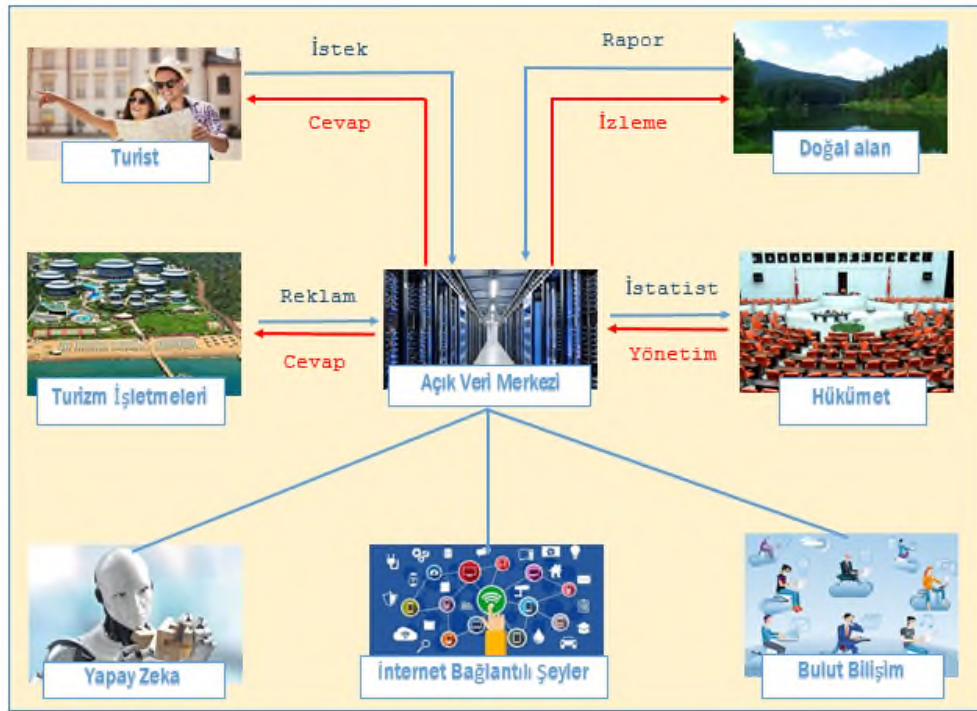 İstek
Rapor
Cevap
İzleme
Turist
Doğal alan
Reklam
İstatist
Cevap
Yönetim
Açık Veri Merkezi
Turizm İşletmeleri
Hükümet
Yapay Zeka
İnternet Bağlantılı Şeyler
Bulut Bilişim